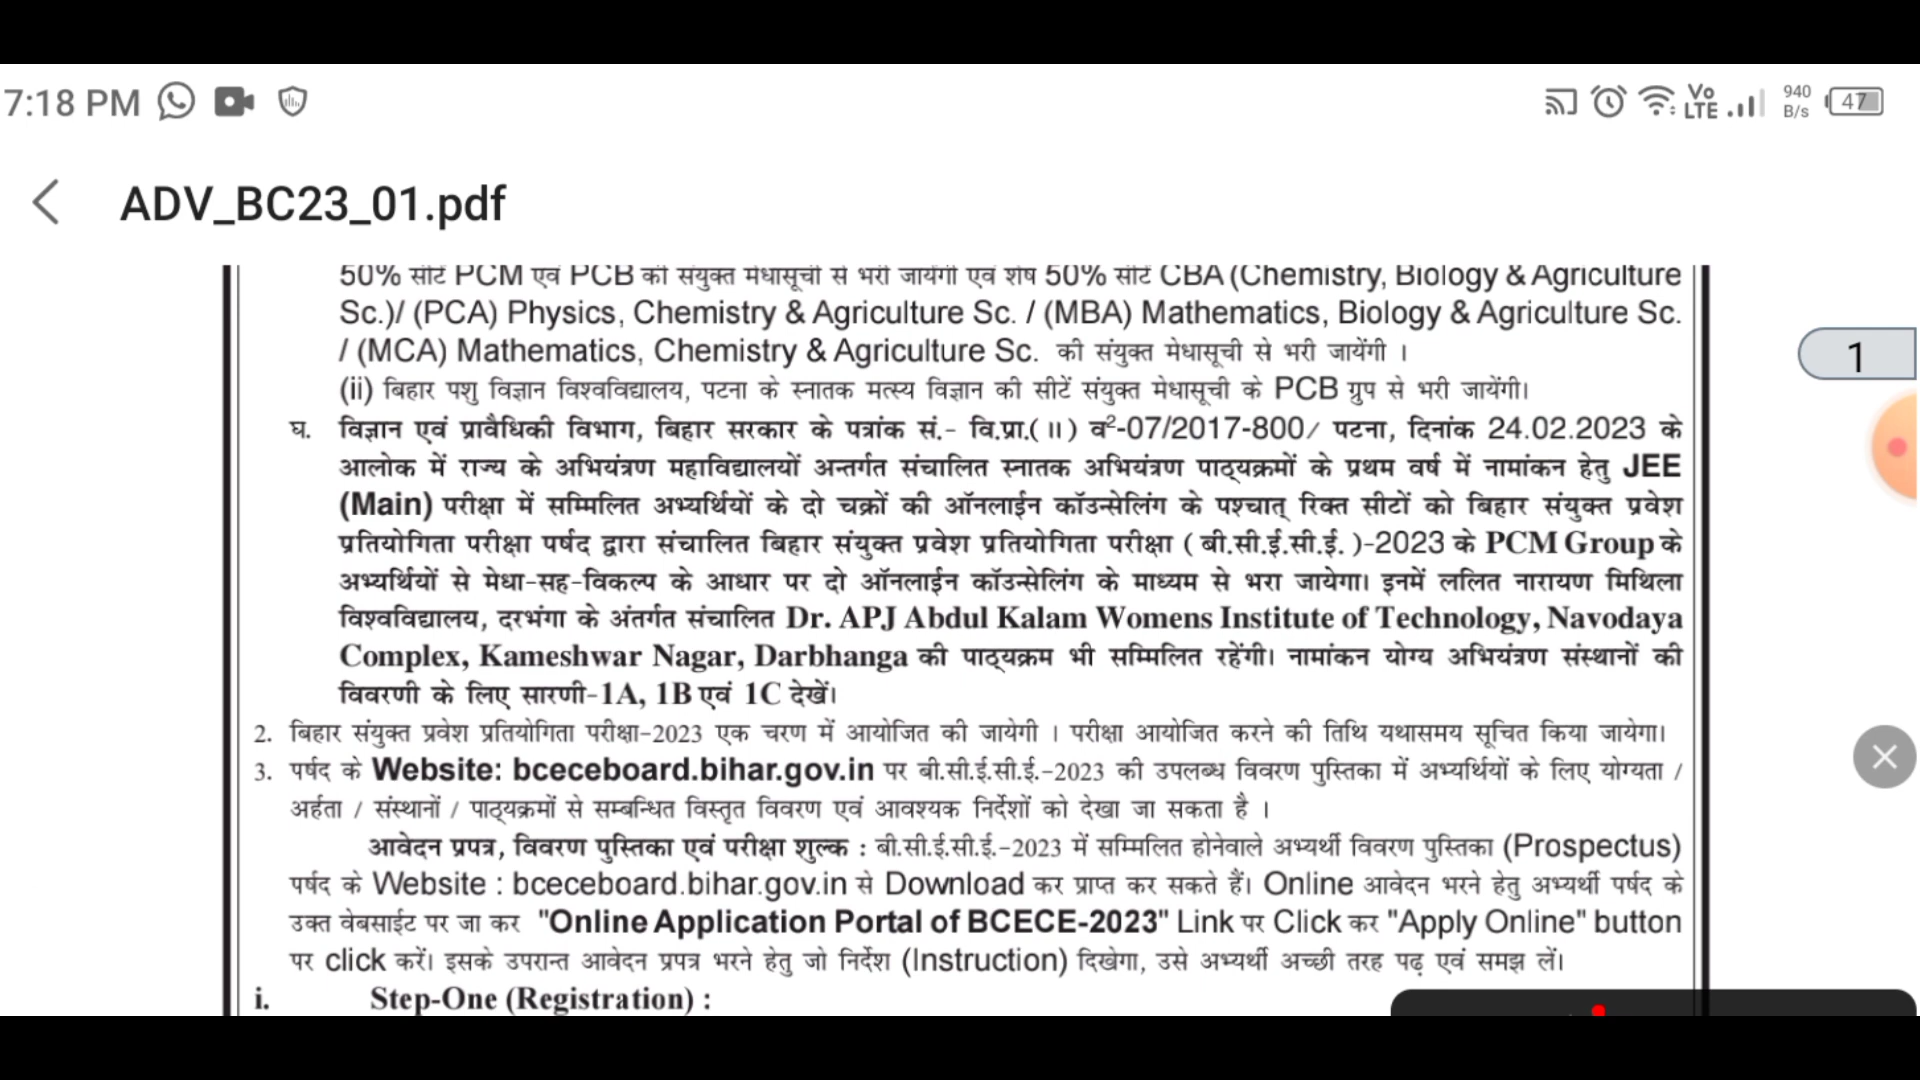 7:18 PM
Vo LTE 940 B/s 47
ADV_BC23_01.pdf
50% सीटें PCM एवं PCB की संयुक्त मेधासूची से भरी जायेंगी एवं शेष 50% सीटें CBA (Chemistry, Biology & Agriculture
Sc.)/ (PCA) Physics, Chemistry & Agriculture Sc. / (MBA) Mathematics, Biology & Agriculture Sc.
/ (MCA) Mathematics, Chemistry & Agriculture Sc. की संयुक्त मेधासूची से भरी जायेंगी ।
1
(ii) बिहार पशु विज्ञान विश्वविद्यालय, पटना के स्नातक मत्स्य विज्ञान की सीटें संयुक्त मेधासूची के PCB ग्रुप से भरी जायेंगी।
घ. विज्ञान एवं प्रावैधिकी विभाग, बिहार सरकार के पत्रांक सं.- वि.प्रा.( II ) व²-07/2017-800/ पटना, दिनांक 24.02.2023 के
आलोक में राज्य के अभियंत्रण महाविद्यालयों अन्तर्गत संचालित स्नातक अभियंत्रण पाठ्यक्रमों के प्रथम वर्ष में नामांकन हेतु JEE
(Main) परीक्षा में सम्मिलित अभ्यर्थियों के दो चक्रों की ऑनलाईन कॉउन्सेलिंग के पश्चात् रिक्त सीटों को बिहार संयुक्त प्रवेश
प्रतियोगिता परीक्षा पर्षद द्वारा संचालित बिहार संयुक्त प्रवेश प्रतियोगिता परीक्षा ( बी.सी.ई.सी.ई. )-2023 के PCM Group के
अभ्यर्थियों से मेधा-सह-विकल्प के आधार पर दो ऑनलाईन कॉउन्सेलिंग के माध्यम से भरा जायेगा। इनमें ललित नारायण मिथिला
विश्वविद्यालय, दरभंगा के अंतर्गत संचालित Dr. APJ Abdul Kalam Womens Institute of Technology, Navodaya
Complex, Kameshwar Nagar, Darbhanga की पाठ्यक्रम भी सम्मिलित रहेंगी। नामांकन योग्य अभियंत्रण संस्थानों की
विवरणी के लिए सारणी-1A, 1B एवं 1C देखें।
2. बिहार संयुक्त प्रवेश प्रतियोगिता परीक्षा-2023 एक चरण में आयोजित की जायेगी । परीक्षा आयोजित करने की तिथि यथासमय सूचित किया जायेगा।
3. पर्षद के Website: bceceboard.bihar.gov.in पर बी.सी.ई.सी.ई.-2023 की उपलब्ध विवरण पुस्तिका में अभ्यर्थियों के लिए योग्यता /
अर्हता / संस्थानों / पाठ्यक्रमों से सम्बन्धित विस्तृत विवरण एवं आवश्यक निर्देशों को देखा जा सकता है ।
आवेदन प्रपत्र, विवरण पुस्तिका एवं परीक्षा शुल्क : बी.सी.ई.सी.ई.-2023 में सम्मिलित होनेवाले अभ्यर्थी विवरण पुस्तिका (Prospectus)
पर्षद के Website : bceceboard.bihar.gov.in से Download कर प्राप्त कर सकते हैं। Online आवेदन भरने हेतु अभ्यर्थी पर्षद के
उक्त वेबसाईट पर जा कर "Online Application Portal of BCECE-2023" Link पर Click कर "Apply Online" button
पर click करें। इसके उपरान्त आवेदन प्रपत्र भरने हेतु जो निर्देश (Instruction) दिखेगा, उसे अभ्यर्थी अच्छी तरह पढ़ एवं समझ लें।
i. Step-One (Registration) :